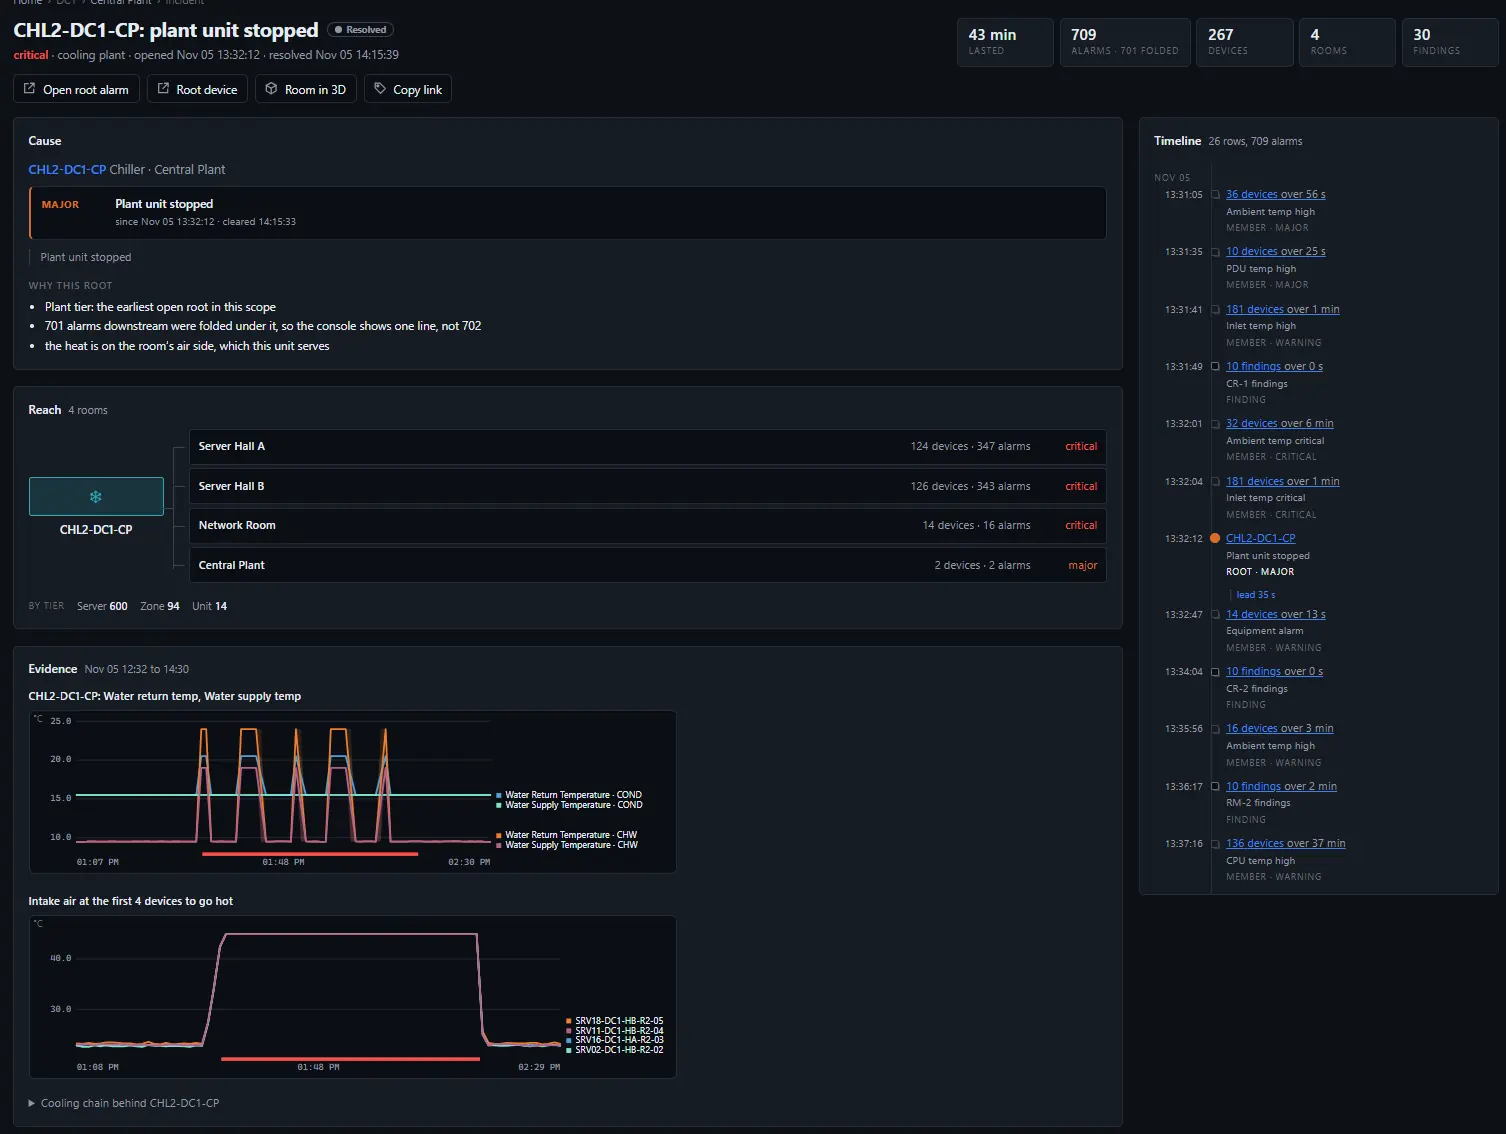 Home › DC1 › Central Plant › Incident
CHL2-DC1-CP: plant unit stopped
Resolved
critical · cooling plant · opened Nov 05 13:32:12 · resolved Nov 05 14:15:39
43 min
LASTED
709
ALARMS · 701 FOLDED
267
DEVICES
4
ROOMS
30
FINDINGS
Open root alarm
Root device
Room in 3D
Copy link
Cause
CHL2-DC1-CP Chiller · Central Plant
MAJOR
Plant unit stopped
since Nov 05 13:32:12 · cleared 14:15:33
Plant unit stopped
WHY THIS ROOT
• Plant tier: the earliest open root in this scope
• 701 alarms downstream were folded under it, so the console shows one line, not 702
• the heat is on the room's air side, which this unit serves
Reach 4 rooms
CHL2-DC1-CP
Server Hall A 124 devices · 347 alarms critical
Server Hall B 126 devices · 343 alarms critical
Network Room 14 devices · 16 alarms critical
Central Plant 2 devices · 2 alarms major
BY TIER Server 600 Zone 94 Unit 14
Evidence Nov 05 12:32 to 14:30
CHL2-DC1-CP: Water return temp, Water supply temp
°C
25.0
20.0
15.0
10.0
01:07 PM
01:48 PM
02:30 PM
Water Return Temperature · COND
Water Supply Temperature · COND
Water Return Temperature · CHW
Water Supply Temperature · CHW
Intake air at the first 4 devices to go hot
°C
40.0
30.0
01:08 PM
01:48 PM
02:29 PM
SRV18-DC1-HB-R2-05
SRV11-DC1-HB-R2-04
SRV16-DC1-HA-R2-03
SRV02-DC1-HB-R2-02
Cooling chain behind CHL2-DC1-CP
Timeline 26 rows, 709 alarms
NOV 05
13:31:05 36 devices over 56 s
Ambient temp high
MEMBER · MAJOR
13:31:35 10 devices over 25 s
PDU temp high
MEMBER · MAJOR
13:31:41 181 devices over 1 min
Inlet temp high
MEMBER · WARNING
13:31:49 10 findings over 0 s
CR-1 findings
FINDING
13:32:01 32 devices over 6 min
Ambient temp critical
MEMBER · CRITICAL
13:32:04 181 devices over 1 min
Inlet temp critical
MEMBER · CRITICAL
13:32:12 CHL2-DC1-CP
Plant unit stopped
ROOT · MAJOR
lead 35 s
13:32:47 14 devices over 13 s
Equipment alarm
MEMBER · WARNING
13:34:04 10 findings over 0 s
CR-2 findings
FINDING
13:35:56 16 devices over 3 min
Ambient temp high
MEMBER · WARNING
13:36:17 10 findings over 2 min
RM-2 findings
FINDING
13:37:16 136 devices over 37 min
CPU temp high
MEMBER · WARNING